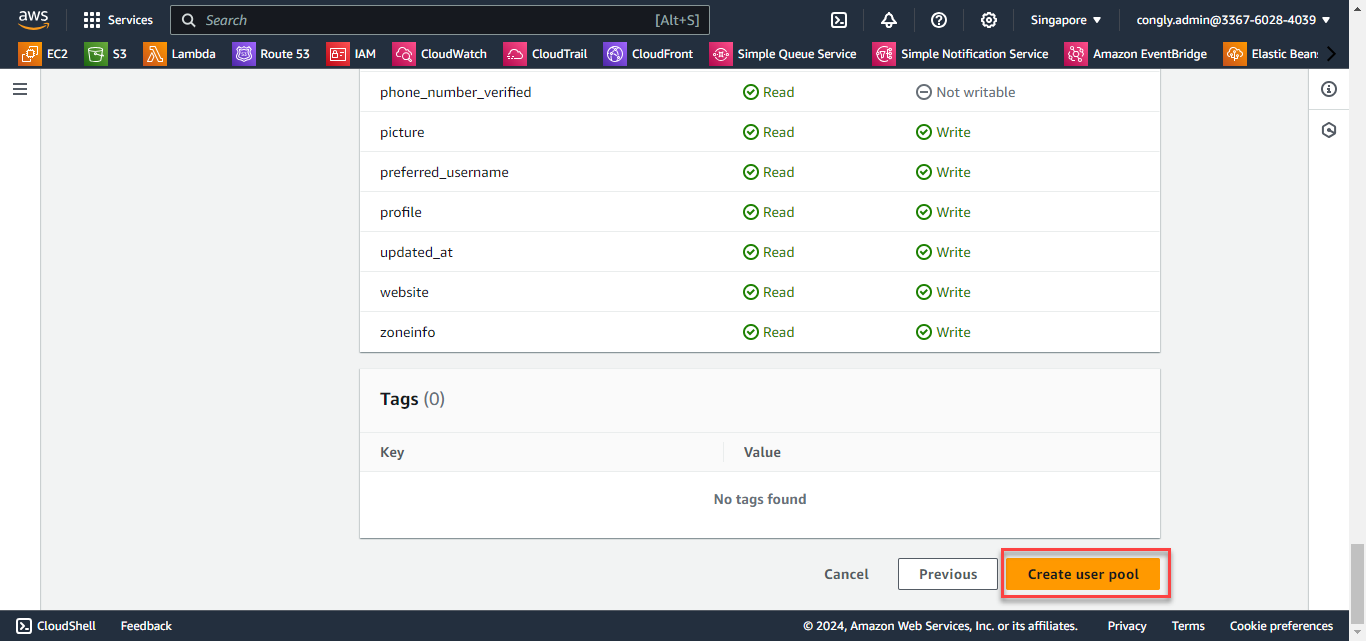 aws Services Search [Alt+S] Singapore ▼ congly.admin@3367-6028-4039 ▼
EC2 S3 Lambda Route 53 IAM CloudWatch CloudTrail CloudFront Simple Queue Service Simple Notification Service Amazon EventBridge Elastic Beans
phone_number_verified Read Not writable
picture Read Write
preferred_username Read Write
profile Read Write
updated_at Read Write
website Read Write
zoneinfo Read Write
Tags (0)
Key Value
No tags found
Cancel Previous Create user pool
CloudShell Feedback © 2024, Amazon Web Services, Inc. or its affiliates. Privacy Terms Cookie preferences